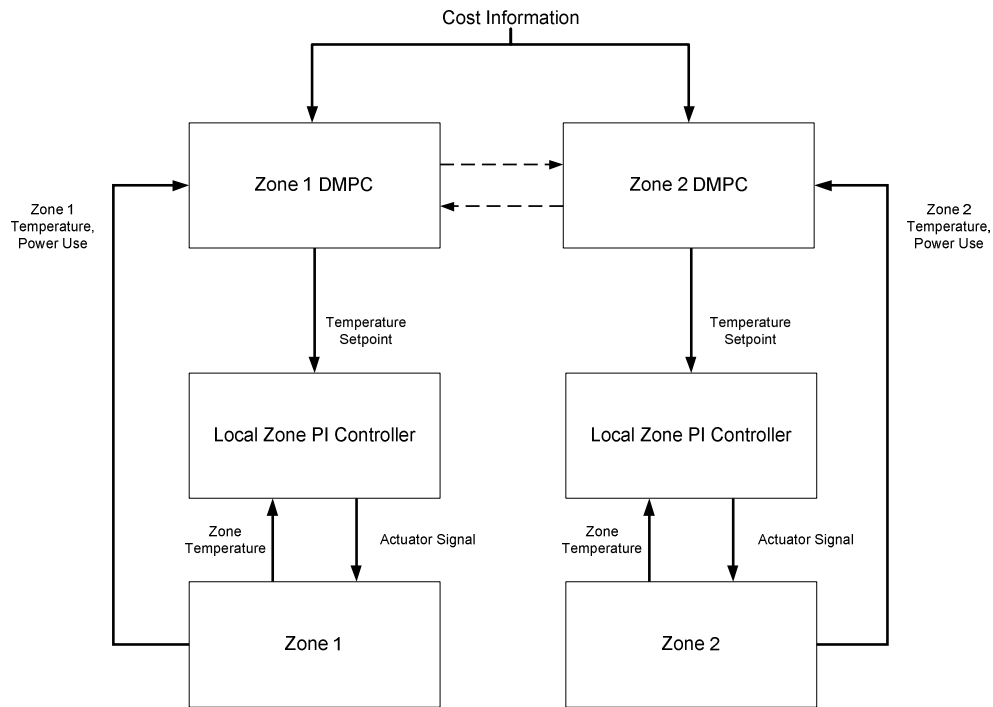 Cost Information
Zone 1 DMPC
Zone 2 DMPC
Zone 1
Temperature,
Power Use
Zone 2
Temperature,
Power Use
Temperature
Setpoint
Temperature
Setpoint
Local Zone PI Controller
Local Zone PI Controller
Zone
Temperature
Actuator Signal
Zone
Temperature
Actuator Signal
Zone 1
Zone 2